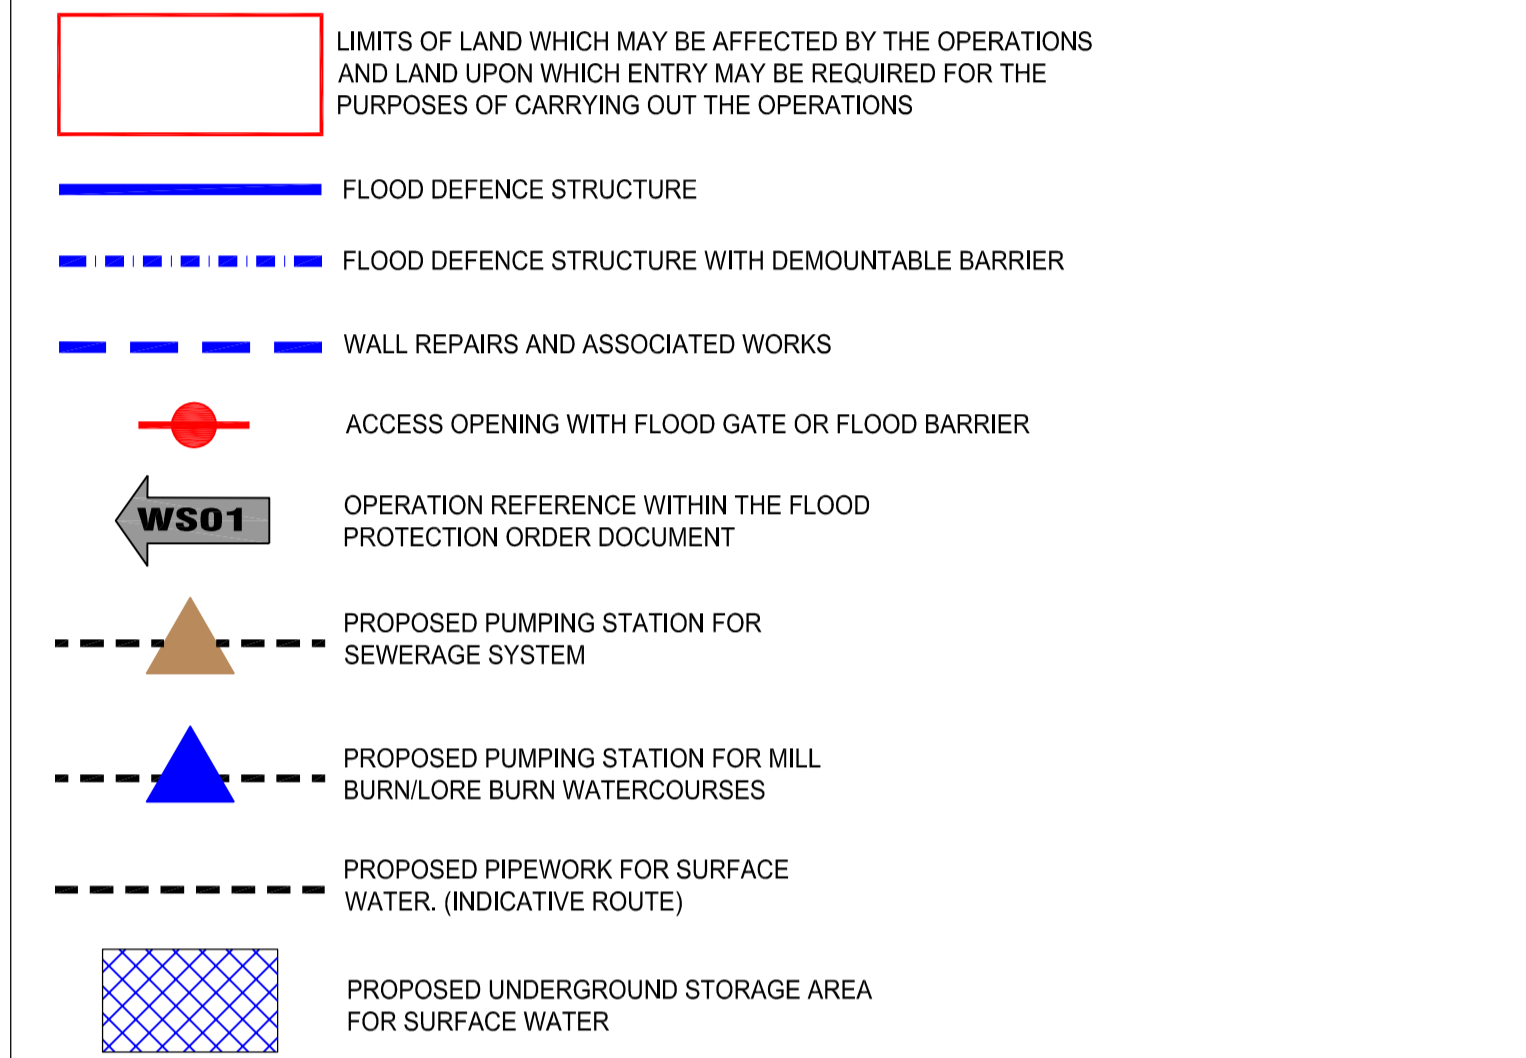 LIMITS OF LAND WHICH MAY BE AFFECTED BY THE OPERATIONS
AND LAND UPON WHICH ENTRY MAY BE REQUIRED FOR THE
PURPOSES OF CARRYING OUT THE OPERATIONS
FLOOD DEFENCE STRUCTURE
FLOOD DEFENCE STRUCTURE WITH DEMOUNTABLE BARRIER
WALL REPAIRS AND ASSOCIATED WORKS
ACCESS OPENING WITH FLOOD GATE OR FLOOD BARRIER
WS01
OPERATION REFERENCE WITHIN THE FLOOD
PROTECTION ORDER DOCUMENT
PROPOSED PUMPING STATION FOR
SEWERAGE SYSTEM
PROPOSED PUMPING STATION FOR MILL
BURN/LORE BURN WATERCOURSES
PROPOSED PIPEWORK FOR SURFACE
WATER. (INDICATIVE ROUTE)
PROPOSED UNDERGROUND STORAGE AREA
FOR SURFACE WATER